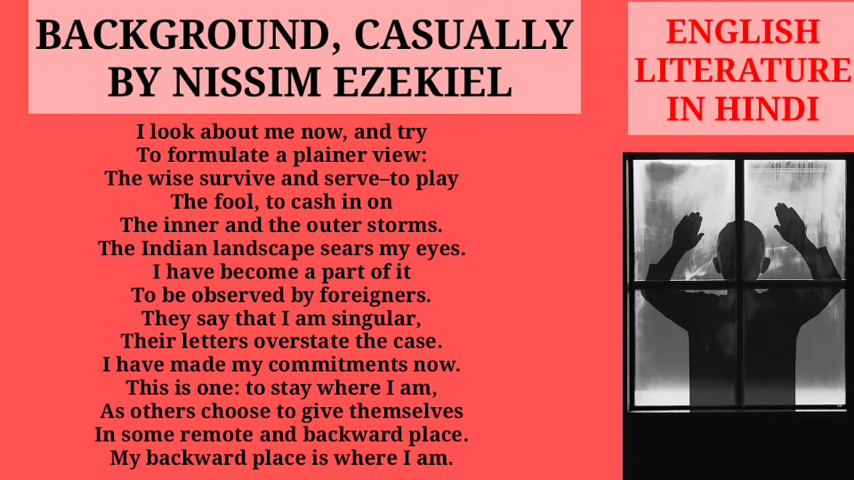 BACKGROUND, CASUALLY
BY NISSIM EZEKIEL
ENGLISH
LITERATURE
IN HINDI
I look about me now, and try
To formulate a plainer view:
The wise survive and serve–to play
The fool, to cash in on
The inner and the outer storms.
The Indian landscape sears my eyes.
I have become a part of it
To be observed by foreigners.
They say that I am singular,
Their letters overstate the case.
I have made my commitments now.
This is one: to stay where I am,
As others choose to give themselves
In some remote and backward place.
My backward place is where I am.